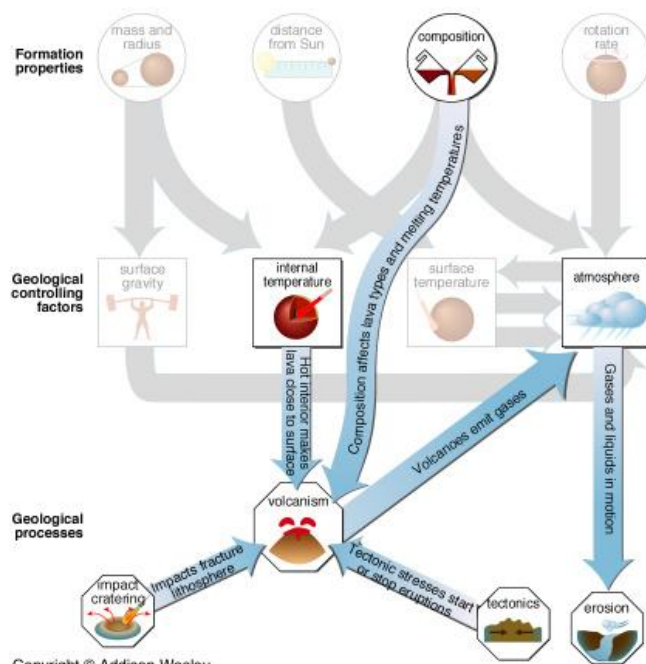 mass and
radius
distance
from Sun
composition
rotation
rate
Formation
properties
Composition affects lava types and melting temperatures
surface
gravity
internal
temperature
surface
temperature
atmosphere
Geological
controlling
factors
Hot interior makes
lava close to surface
Volcanoes emit gases
Gases and liquids in motion
volcanism
Geological
processes
impact
cratering
Impacts fracture
lithosphere
Tectonic stresses start
or stop eruptions
tectonics
erosion
Copyright © Addison Wesley